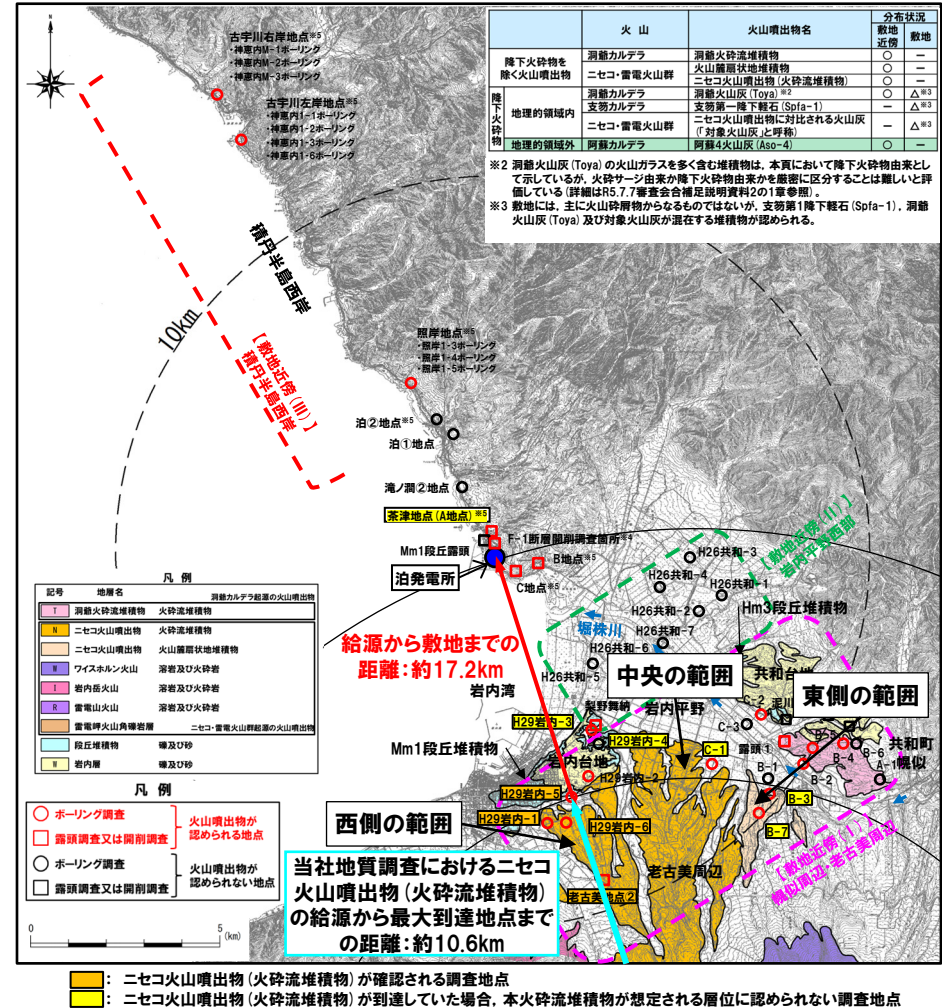 火 山
火山噴出物名
分布状況
敷地近傍
敷地
降下火砕物を除く火山噴出物
洞爺カルデラ
洞爺火砕流堆積物
○
－
ニセコ・雷電火山群
火山麓扇状地堆積物
○
－
ニセコ火山噴出物(火砕流堆積物)
○
－
降下火砕物
地理的領域内
洞爺カルデラ
洞爺火山灰(Toya)※2
○
△※3
支笏カルデラ
支笏第一降下軽石(Spfa-1)
－
△※3
ニセコ・雷電火山群
ニセコ火山噴出物に対比される火山灰(「対象火山灰」と呼称)
－
△※3
地理的領域外
阿蘇カルデラ
阿蘇4火山灰(Aso-4)
○
－
※2 洞爺火山灰(Toya)の火山ガラスを多く含む堆積物は，本頁において降下火砕物由来とし
て示しているが，火砕サージ由来か降下火砕物由来かを厳密に区分することは難しいと評
価している(詳細はR5.7.7審査会合補足説明資料2の1章参照)。
※3 敷地には，主に火山砕屑物からなるものではないが，支笏第1降下軽石(Spfa-1)，洞爺
火山灰(Toya)及び対象火山灰が混在する堆積物が認められる。
古宇川右岸地点※5
・神恵内M-1ボーリング
・神恵内M-2ボーリング
・神恵内M-3ボーリング
古宇川左岸地点※5
・神恵内1-1ボーリング
・神恵内1-2ボーリング
・神恵内1-3ボーリング
・神恵内1-6ボーリング
積丹半島西岸
10km
【敷地近傍(Ⅲ)】
積丹半島西岸
照岸地点※5
・照岸1-3ボーリング
・照岸1-4ボーリング
・照岸1-5ボーリング
泊②地点※5
泊①地点
滝ノ澗②地点
茶津地点(A地点)※5
F-1断層開削調査箇所※4
Mm1段丘露頭
B地点※5
泊発電所
C地点※5
【敷地近傍(Ⅱ)】
岩内平野西部
H26共和-3
H26共和-4
H26共和-1
H26共和-2
Hm3段丘堆積物
堀株川
H26共和-7
H26共和-6
H26共和-5
給源から敷地までの
距離：約17.2km
中央の範囲
共和台地
東側の範囲
岩内湾
梨野舞納
岩内平野
C-2
泥川
H29岩内-3
C-3
B-5
共和町
幌似
Mm1段丘堆積物
H29岩内-4
C-1
露頭1
B-4
B-6
岩内台地
H29岩内-2
B-1
B-2
A-1
H29岩内-5
B-3
西側の範囲
H29岩内-1
H29岩内-6
B-7
老古美周辺
老古美地点②
【敷地近傍(Ⅰ)】
幌似周辺・老古美周辺
当社地質調査におけるニセコ
火山噴出物(火砕流堆積物)
の給源から最大到達地点まで
の距離：約10.6km
凡 例
記号
地層名
洞爺カルデラ起源の火山噴出物
T 洞爺火砕流堆積物 火砕流堆積物
N ニセコ火山噴出物 火砕流堆積物
ニセコ火山噴出物 火山麓扇状地堆積物
W ワイスホルン火山 溶岩及び火砕岩
I 岩内岳火山 溶岩及び火砕岩
R 雷電山火山 溶岩及び火砕岩
雷電岬火山角礫岩層
ニセコ・雷電火山群起源の火山噴出物
段丘堆積物 礫及び砂
W 岩内層 礫及び砂
凡 例
ボーリング調査
露頭調査又は開削調査
火山噴出物が
認められる地点
ボーリング調査
露頭調査又は開削調査
火山噴出物が
認められない地点
0 5 (km)
：ニセコ火山噴出物(火砕流堆積物)が確認される調査地点
：ニセコ火山噴出物(火砕流堆積物)が到達していた場合，本火砕流堆積物が想定される層位に認められない調査地点